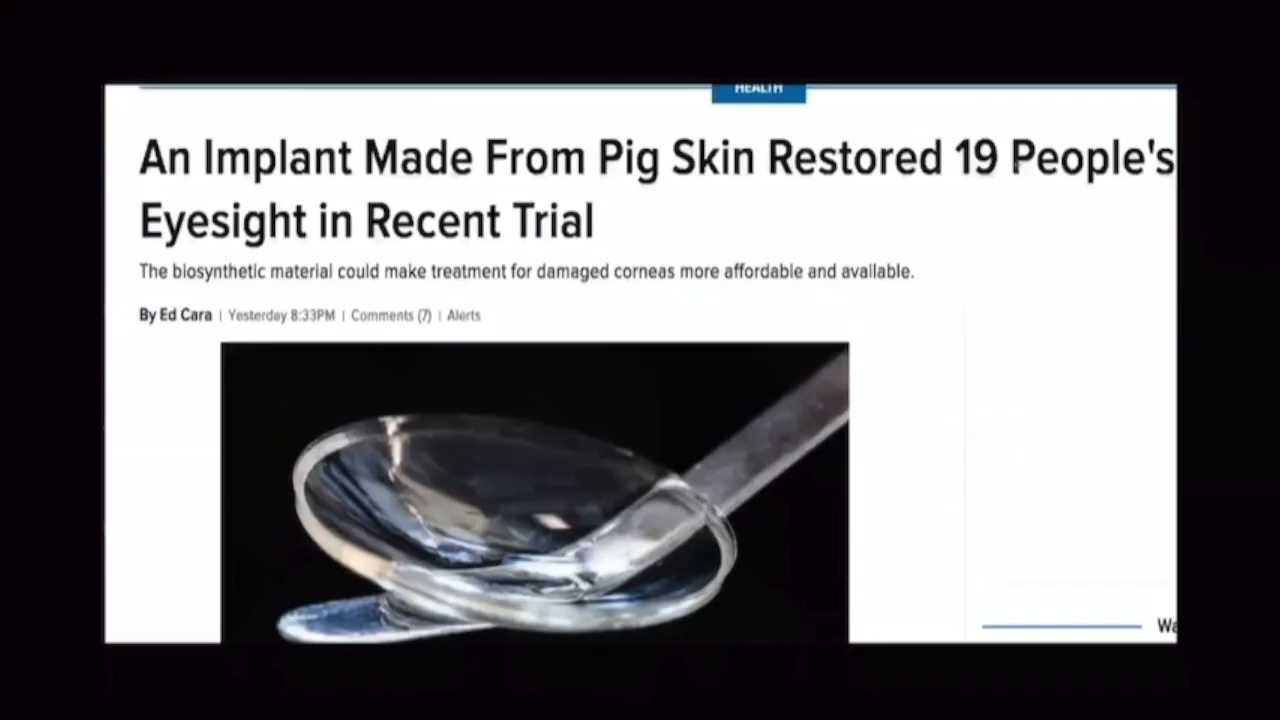 HEALTH
An Implant Made From Pig Skin Restored 19 People's
Eyesight in Recent Trial
The biosynthetic material could make treatment for damaged corneas more affordable and available.
By Ed Cara | Yesterday 8:33PM | Comments (7) | Alerts